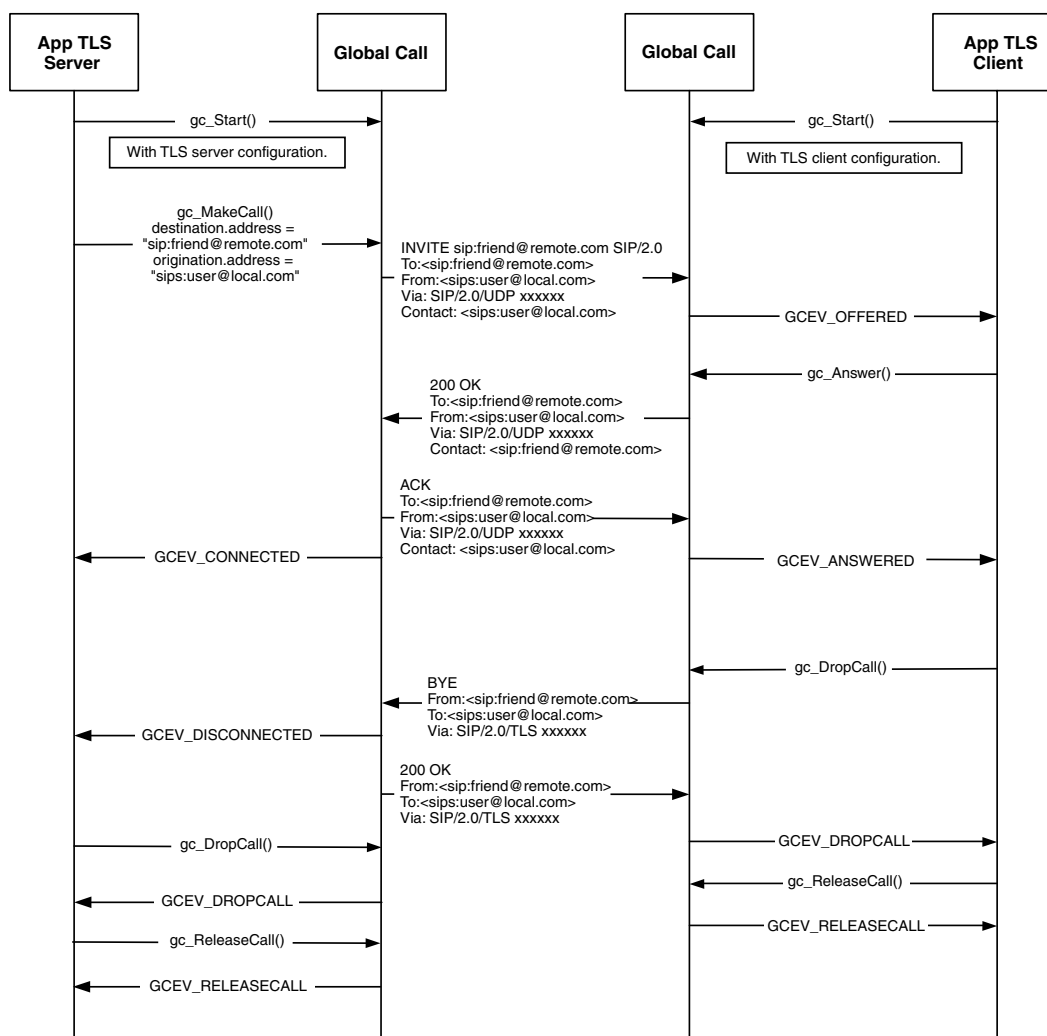 App TLS
Server
Global Call
Global Call
App TLS
Client
gc_Start()
gc_Start()
With TLS server configuration.
With TLS client configuration.
gc_MakeCall()
destination.address =
"sip:friend@remote.com"
origination.address =
"sips:user@local.com"
INVITE sip:friend@remote.com SIP/2.0
To:<sip:friend@remote.com>
From:<sips:user@local.com>
Via: SIP/2.0/UDP xxxxxx
Contact: <sips:user@local.com>
GCEV_OFFERED
gc_Answer()
200 OK
To:<sip:friend@remote.com>
From:<sips:user@local.com>
Via: SIP/2.0/UDP xxxxxx
Contact: <sip:friend@remote.com>
ACK
To:<sip:friend@remote.com>
From:<sips:user@local.com>
Via: SIP/2.0/UDP xxxxxx
Contact: <sips:user@local.com>
GCEV_CONNECTED
GCEV_ANSWERED
gc_DropCall()
BYE
From:<sip:friend@remote.com>
To:<sips:user@local.com>
Via: SIP/2.0/TLS xxxxxx
GCEV_DISCONNECTED
200 OK
From:<sip:friend@remote.com>
To:<sips:user@local.com>
Via: SIP/2.0/TLS xxxxxx
gc_DropCall()
GCEV_DROPCALL
gc_ReleaseCall()
GCEV_DROPCALL
GCEV_RELEASECALL
gc_ReleaseCall()
GCEV_RELEASECALL